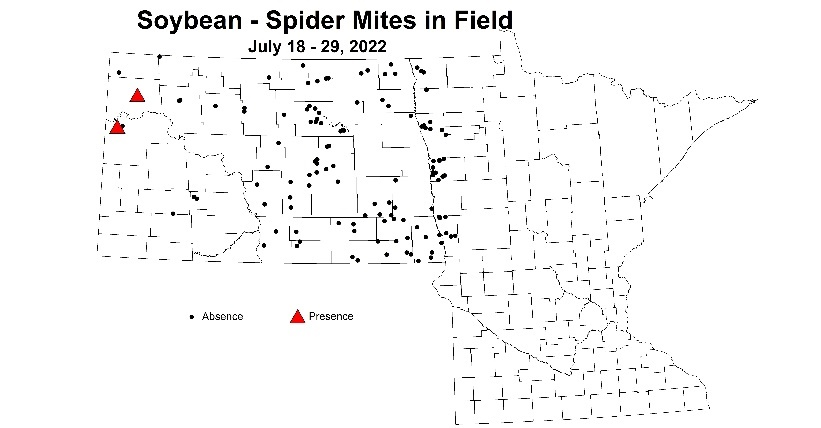 Soybean - Spider Mites in Field
July 18 - 29, 2022
Absence
Presence